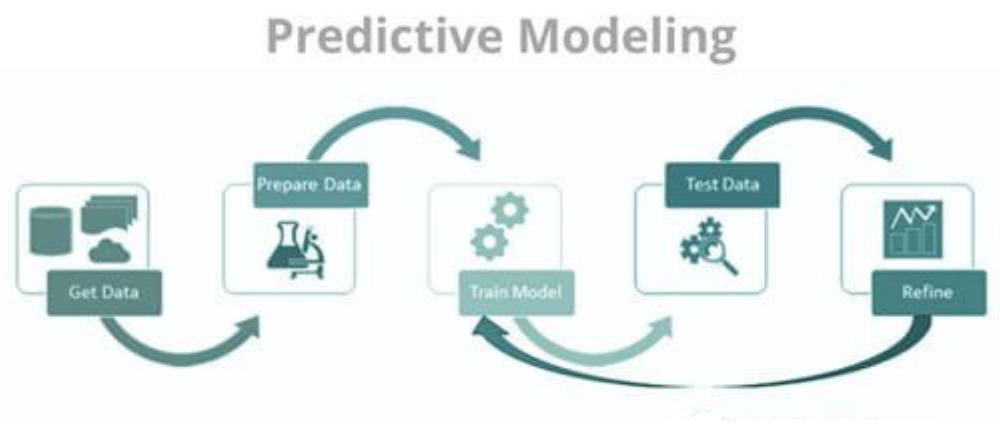 Predictive Modeling
Get Data
Prepare Data
Train Model
Test Data
Refine